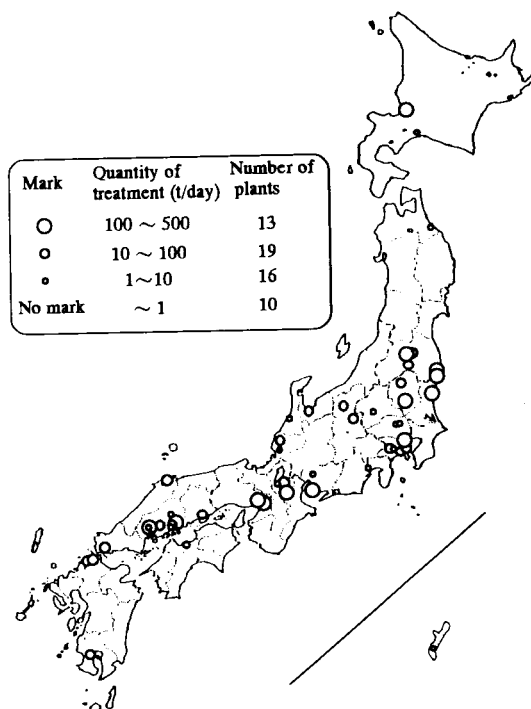 Mark Quantity of treatment (t/day) Number of plants
100 ~ 500 13
10 ~ 100 19
1~10 16
No mark ~ 1 10